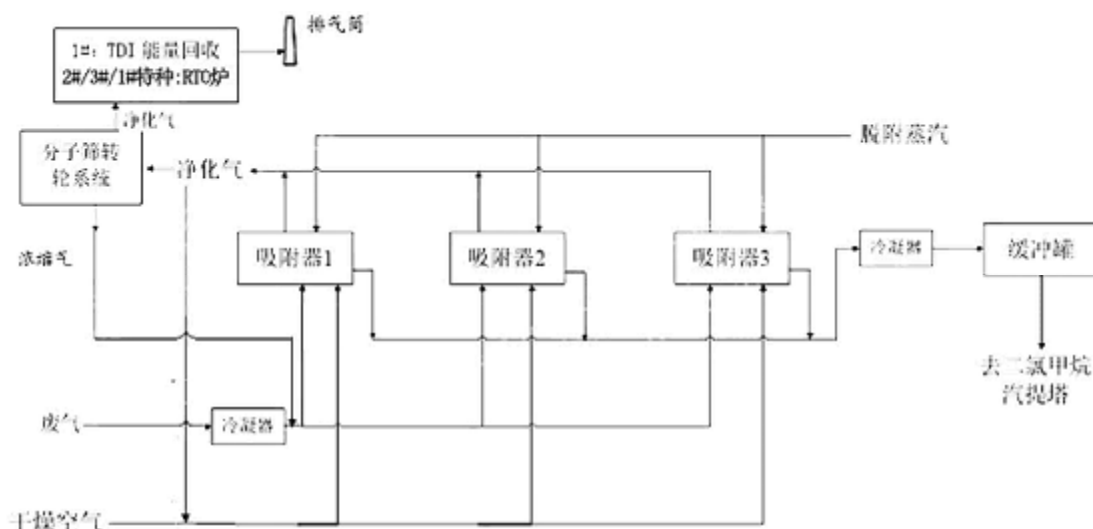 排气筒
1#: TDI 能量回收
2#/3#/1#特种:RTO炉
净化气
脱附蒸汽
分子筛转
轮系统
净化气
浓缩气
吸附器1
吸附器2
吸附器3
冷凝器
缓冲罐
去二氯甲烷
汽提塔
废气
冷凝器
干燥空气